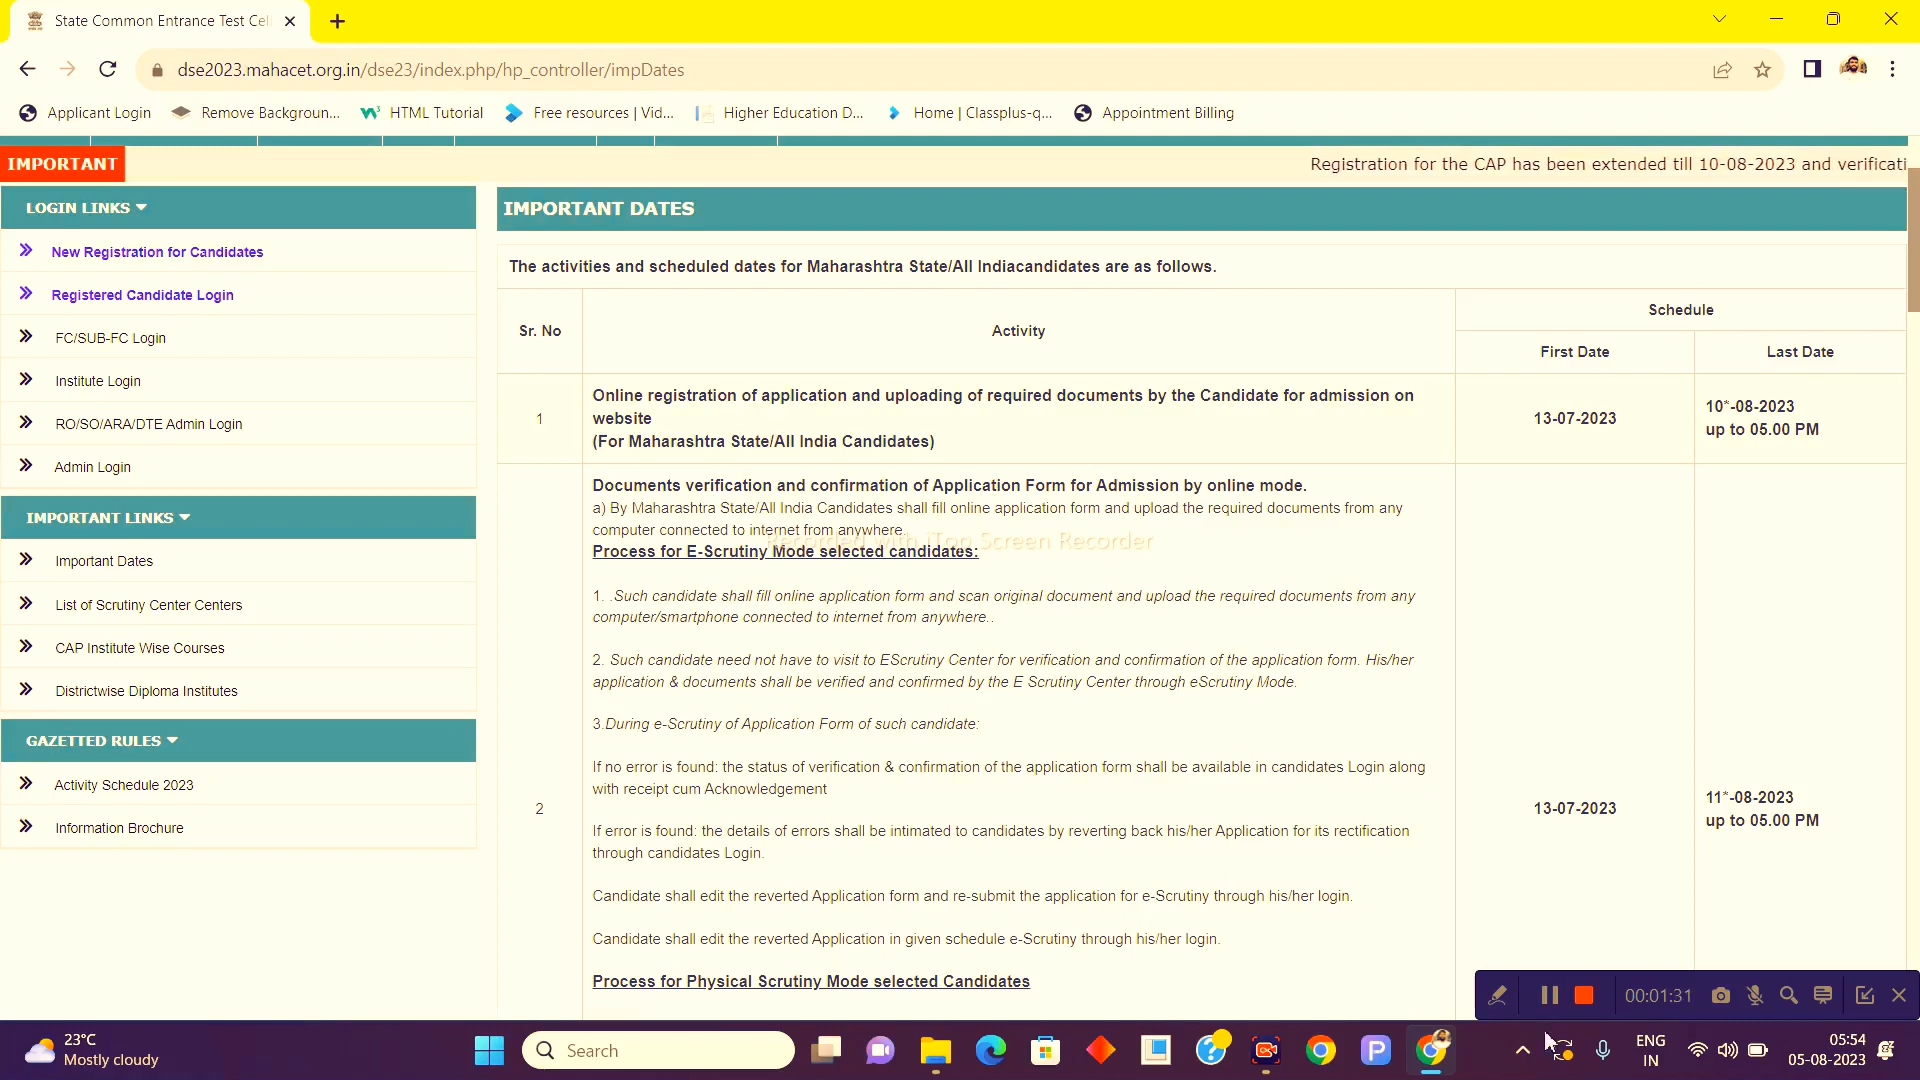 State Common Entrance Test Cel
dse2023.mahacet.org.in/dse23/index.php/hp_controller/impDates
Applicant Login
Remove Backgroun...
HTML Tutorial
Free resources | Vid...
Higher Education D...
Home | Classplus-q...
Appointment Billing
IMPORTANT
Registration for the CAP has been extended till 10-08-2023 and verificati
LOGIN LINKS
New Registration for Candidates
Registered Candidate Login
FC/SUB-FC Login
Institute Login
RO/SO/ARA/DTE Admin Login
Admin Login
IMPORTANT LINKS
Important Dates
List of Scrutiny Center Centers
CAP Institute Wise Courses
Districtwise Diploma Institutes
GAZETTED RULES
Activity Schedule 2023
Information Brochure
IMPORTANT DATES
The activities and scheduled dates for Maharashtra State/All Indiacandidates are as follows.
Sr. No
Activity
Schedule
First Date
Last Date
1
Online registration of application and uploading of required documents by the Candidate for admission on
website
(For Maharashtra State/All India Candidates)
13-07-2023
10*-08-2023
up to 05.00 PM
2
Documents verification and confirmation of Application Form for Admission by online mode.
a) By Maharashtra State/All India Candidates shall fill online application form and upload the required documents from any
computer connected to internet from anywhere.
Recorded with iTop Screen Recorder
Process for E-Scrutiny Mode selected candidates:
1. .Such candidate shall fill online application form and scan original document and upload the required documents from any
computer/smartphone connected to internet from anywhere..
2. Such candidate need not have to visit to EScrutiny Center for verification and confirmation of the application form. His/her
application & documents shall be verified and confirmed by the E Scrutiny Center through eScrutiny Mode.
3.During e-Scrutiny of Application Form of such candidate:
If no error is found: the status of verification & confirmation of the application form shall be available in candidates Login along
with receipt cum Acknowledgement
If error is found: the details of errors shall be intimated to candidates by reverting back his/her Application for its rectification
through candidates Login.
Candidate shall edit the reverted Application form and re-submit the application for e-Scrutiny through his/her login.
Candidate shall edit the reverted Application in given schedule e-Scrutiny through his/her login.
Process for Physical Scrutiny Mode selected Candidates
13-07-2023
11*-08-2023
up to 05.00 PM
00:01:31
23°C
Mostly cloudy
Search
ENG
IN
05:54
05-08-2023